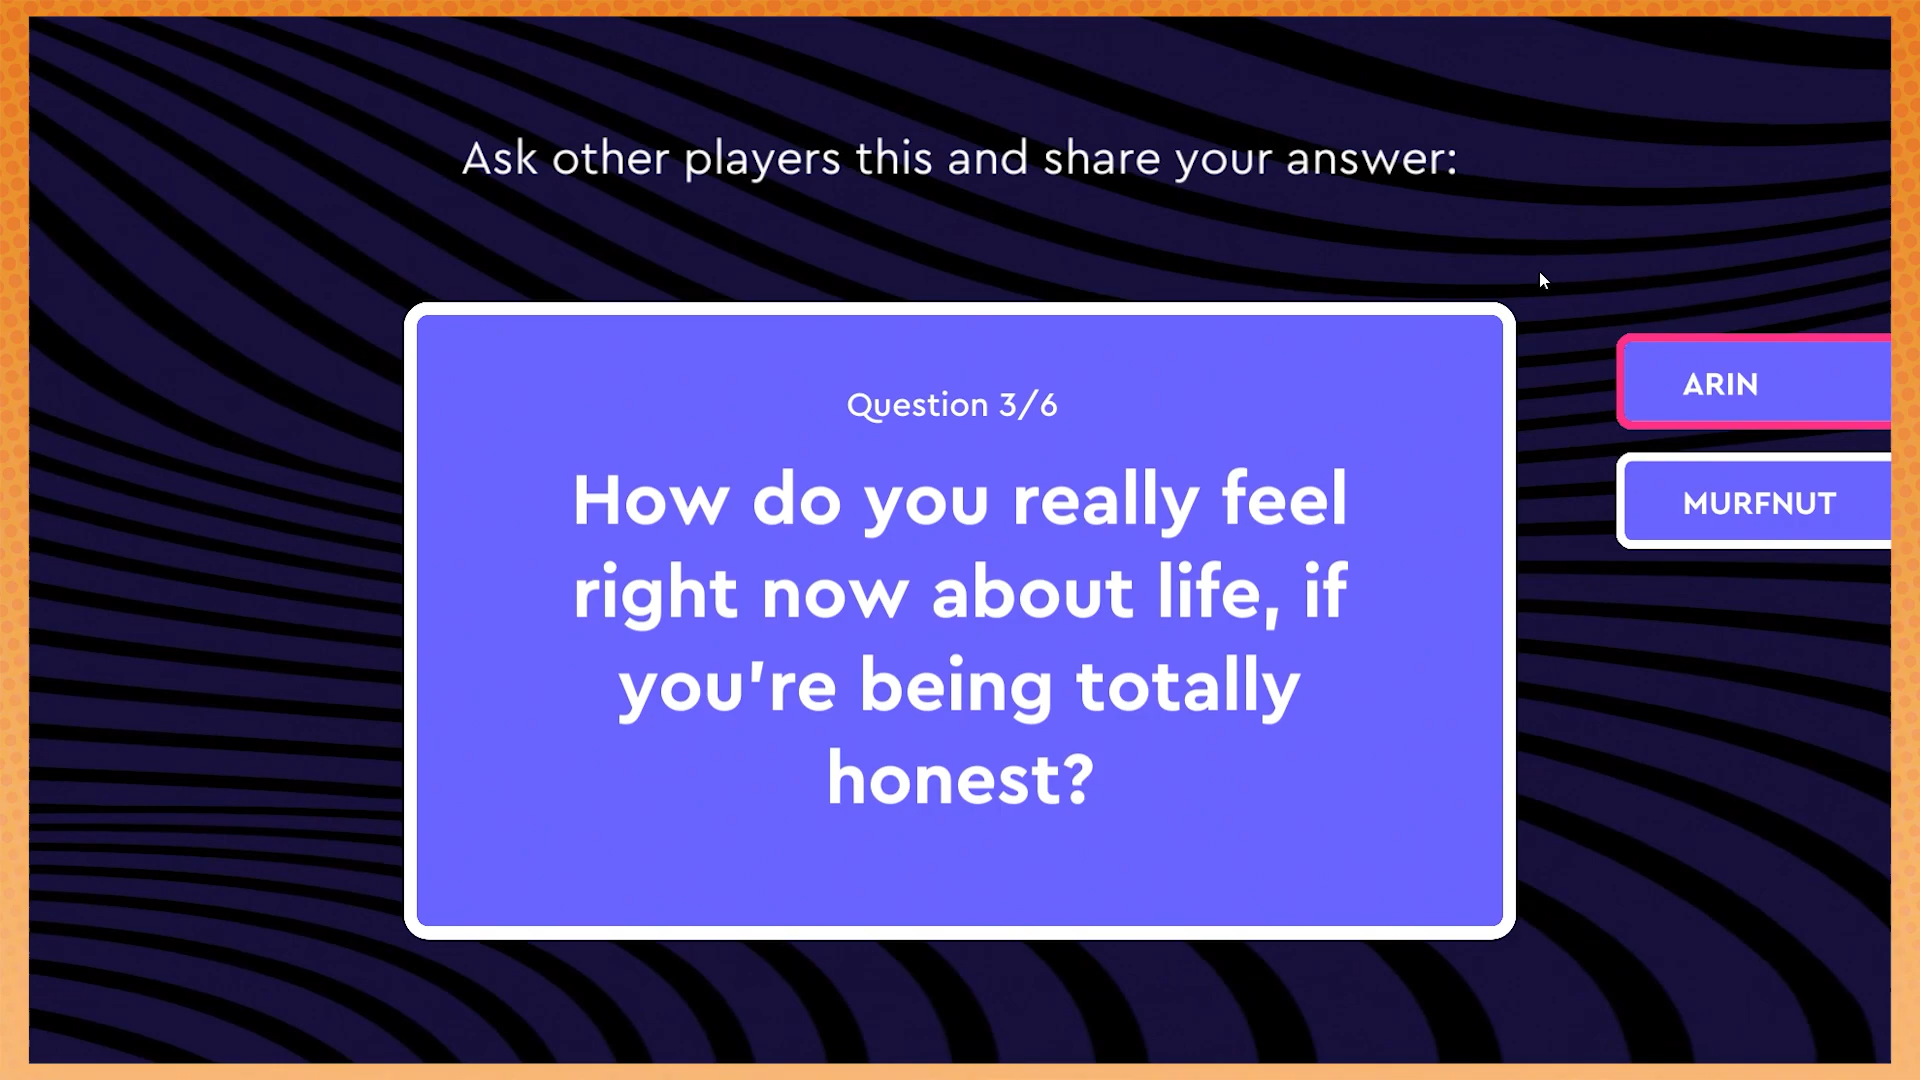 Ask other players this and share your answer:
Question 3/6
How do you really feel
right now about life, if
you're being totally
honest?
ARIN
MURFNUT